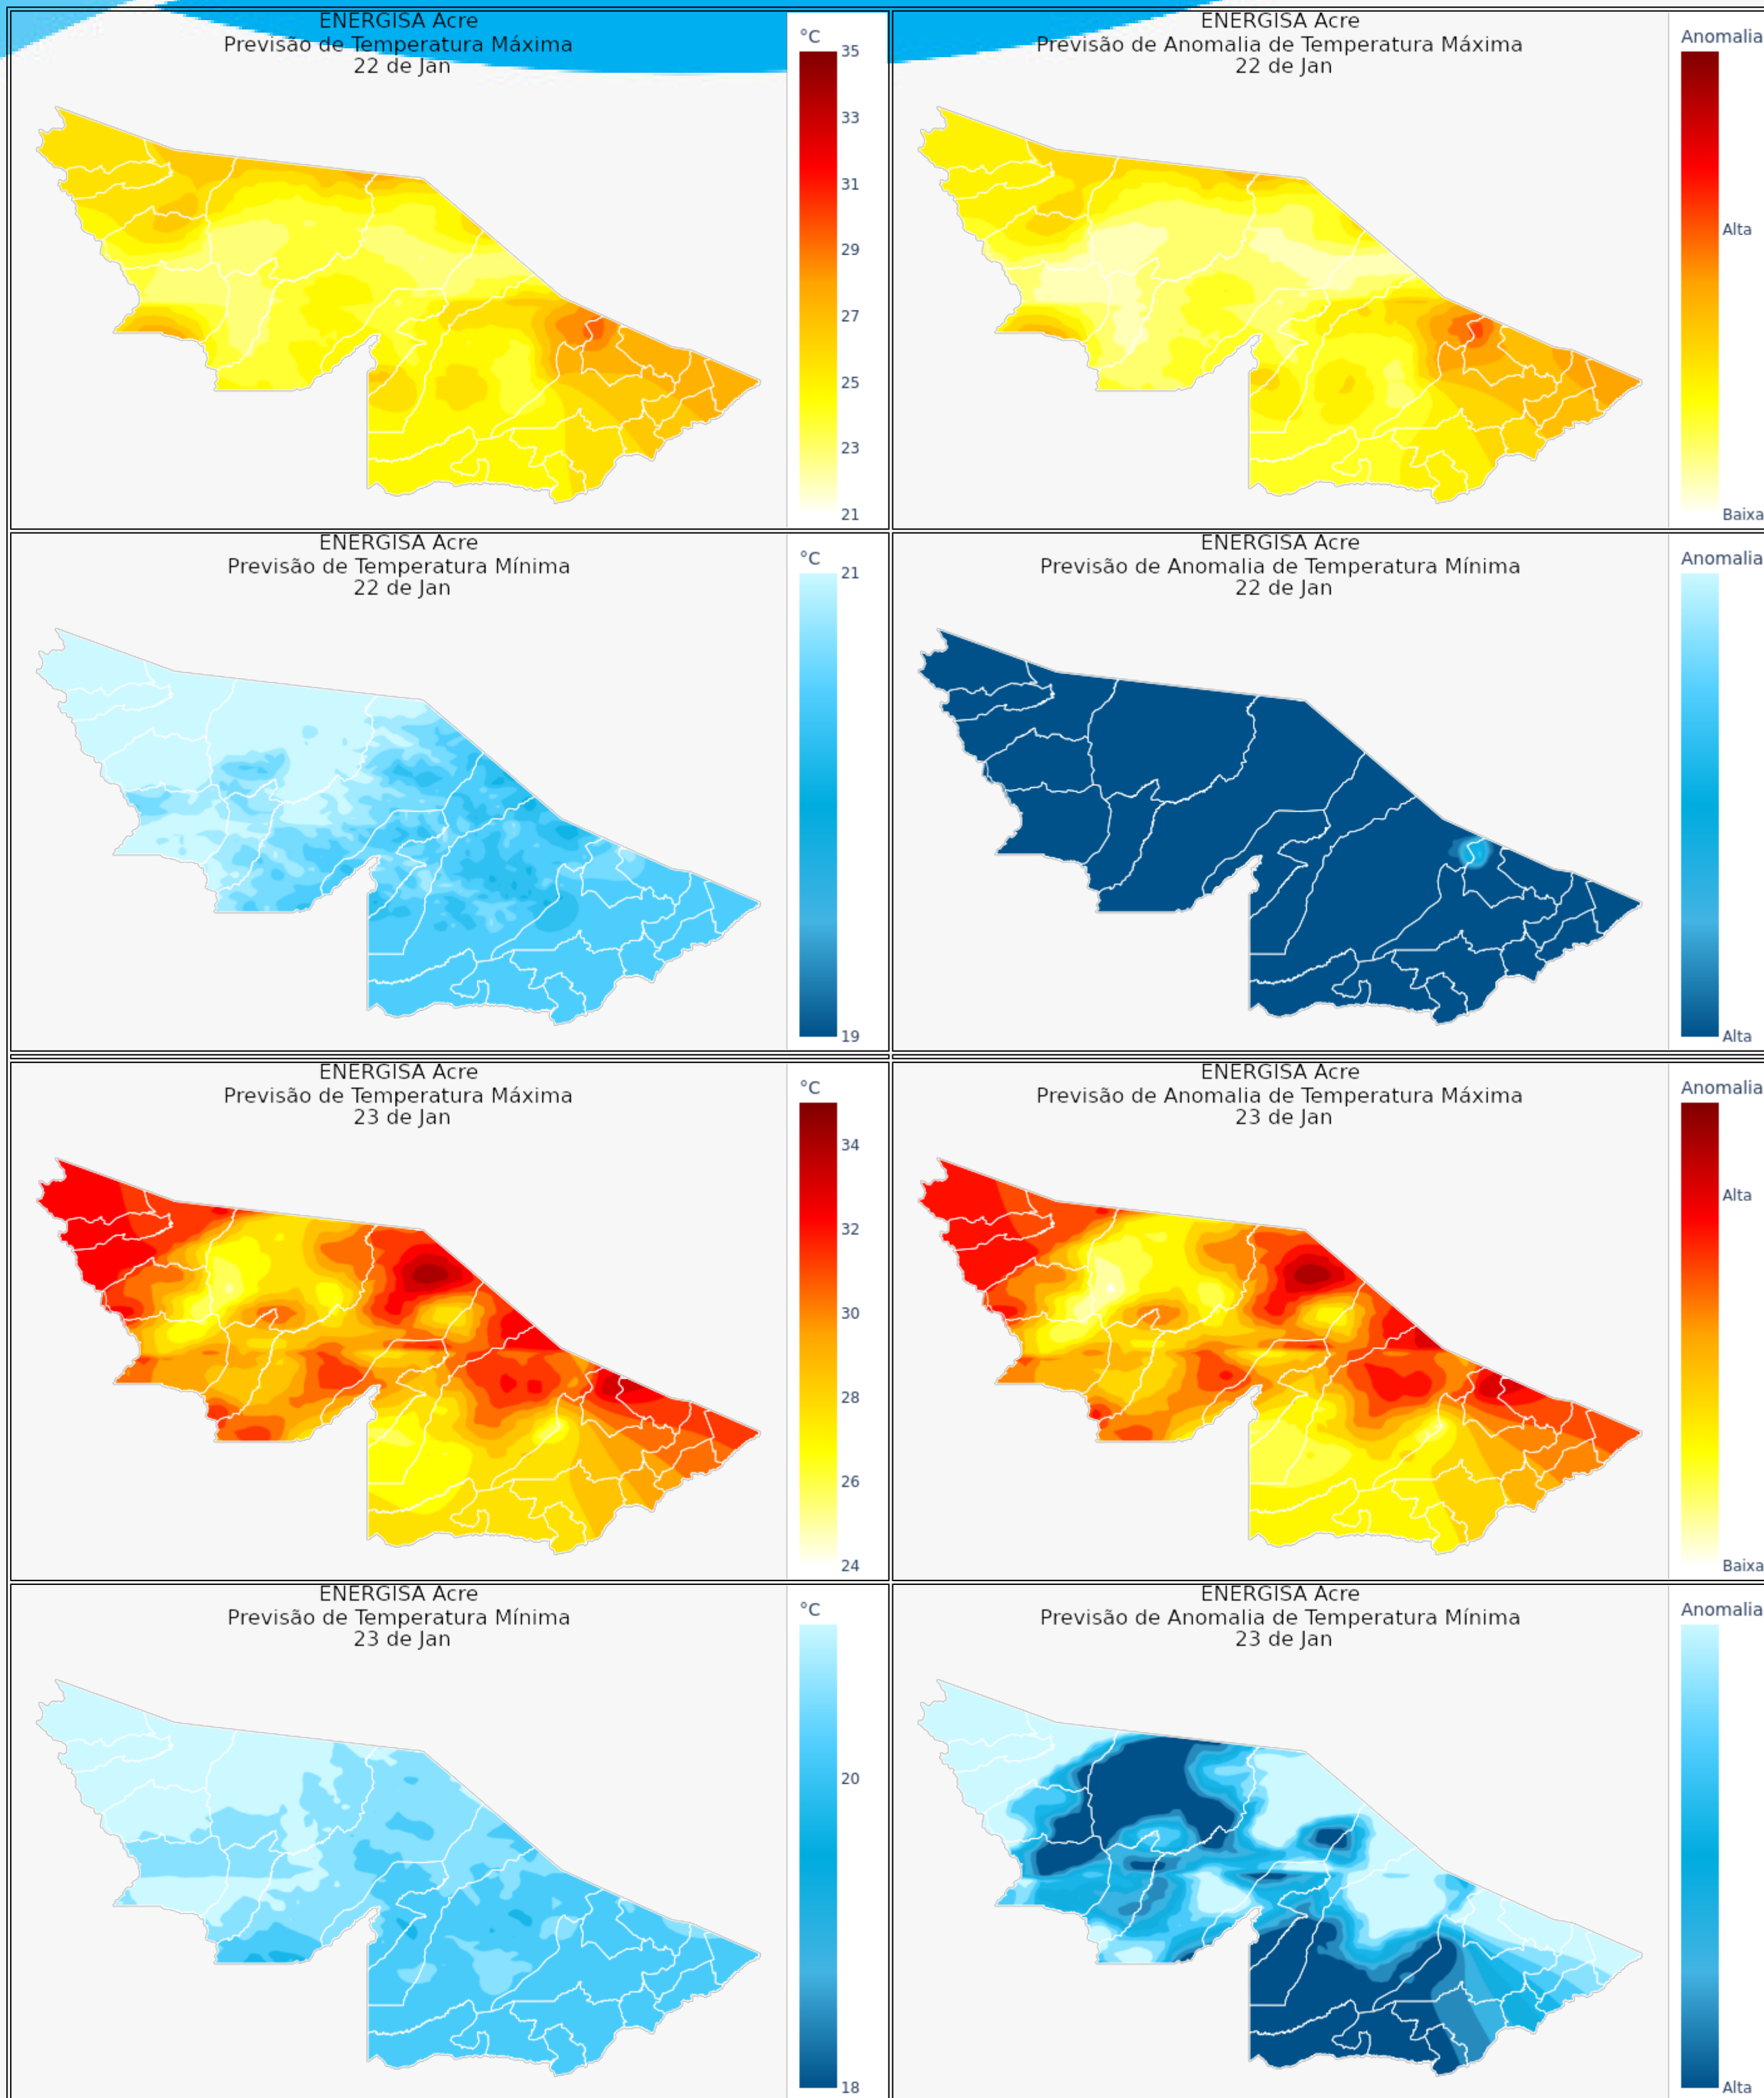 ENERGISA Acre
Previsão de Temperatura Máxima
22 de Jan
°C
35
33
31
29
27
25
23
21
ENERGISA Acre
Previsão de Anomalia de Temperatura Máxima
22 de Jan
Anomalia
Alta
Baixa
ENERGISA Acre
Previsão de Temperatura Mínima
22 de Jan
°C
21
19
ENERGISA Acre
Previsão de Anomalia de Temperatura Mínima
22 de Jan
Anomalia
Alta
ENERGISA Acre
Previsão de Temperatura Máxima
23 de Jan
°C
34
32
30
28
26
24
ENERGISA Acre
Previsão de Anomalia de Temperatura Máxima
23 de Jan
Anomalia
Alta
Baixa
ENERGISA Acre
Previsão de Temperatura Mínima
23 de Jan
°C
20
18
ENERGISA Acre
Previsão de Anomalia de Temperatura Mínima
23 de Jan
Anomalia
Alta